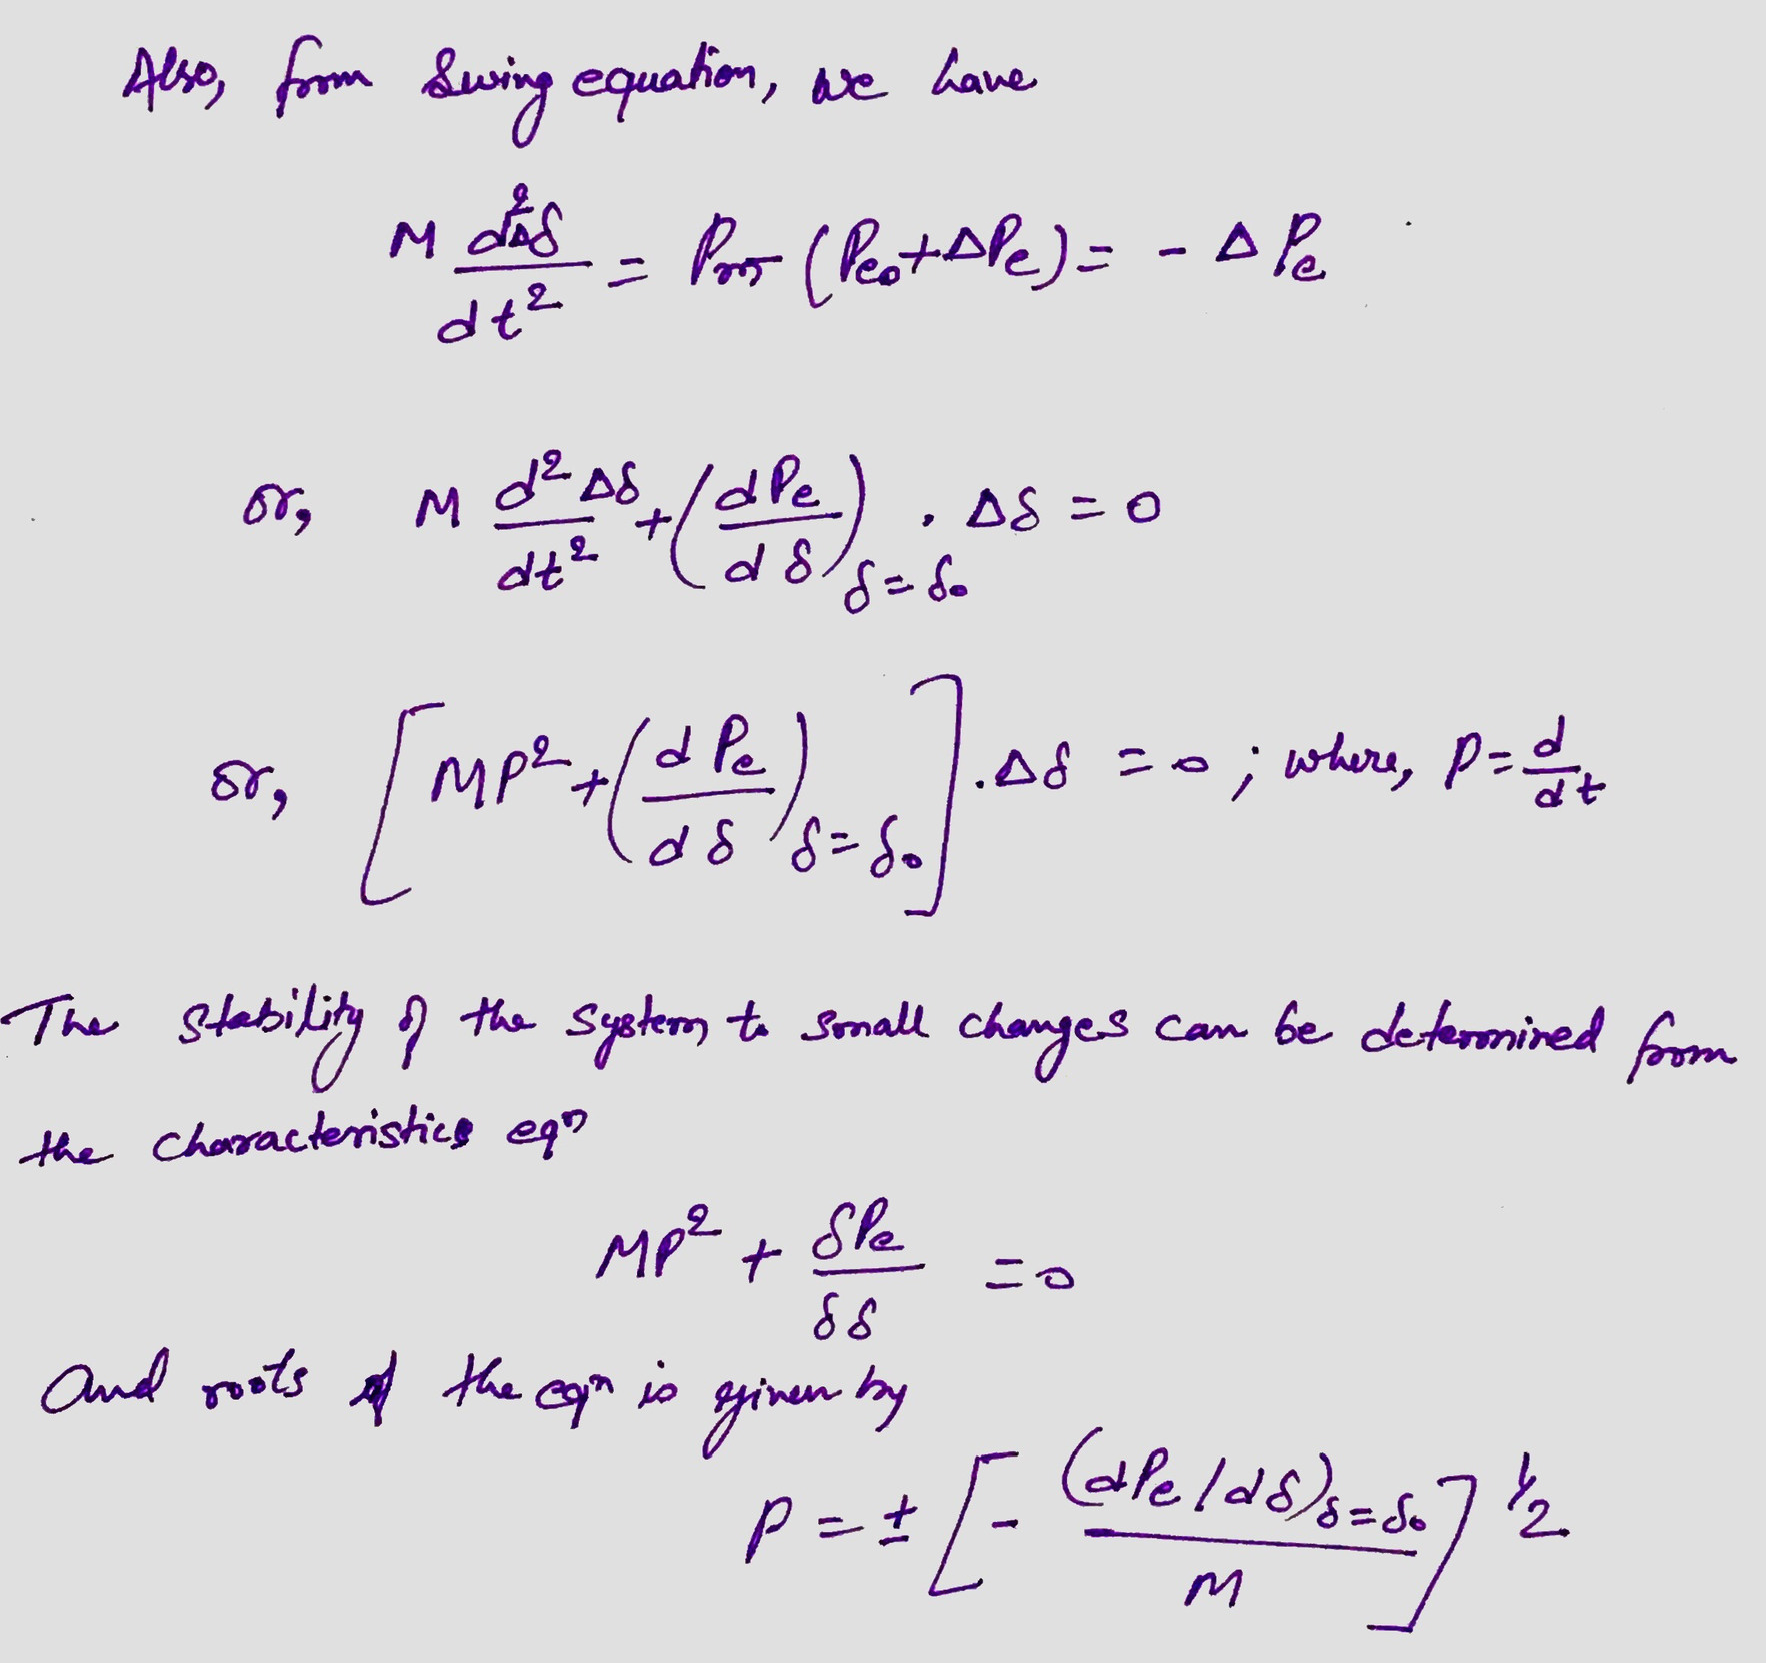 Also, from Swing equation, we have
M d²Δδ/dt² = Pm - (Peo + ΔPe) = - ΔPe
or, M d²Δδ/dt² + (dPe/dδ)δ=δ₀ . Δδ = 0
or, [MP² + (dPe/dδ)δ=δ₀] . Δδ = 0 ; where, P = d/dt
The stability of the system to small changes can be determined from
the characteristics eqⁿ
MP² + δPe/δδ = 0
And roots of the eqⁿ is given by
P = ± [- (dPe/dδ)δ=δ₀ / M]^½